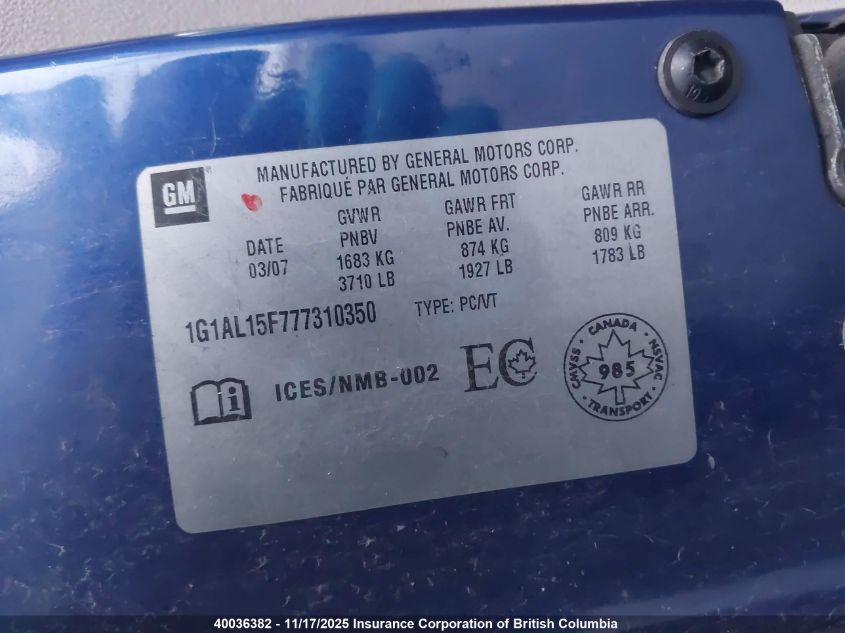 GM
MANUFACTURED BY GENERAL MOTORS CORP.
FABRIQUÉ PAR GENERAL MOTORS CORP.
DATE
03/07
GVWR
PNBV
1683 KG
3710 LB
GAWR FRT
PNBE AV.
874 KG
1927 LB
GAWR RR
PNBE ARR.
809 KG
1783 LB
1G1AL15F777310350
TYPE: PC/VT
ICES/NMB-002
EC
CANADA
CMVSS
985
NSVAC
TRANSPORT
40036382 - 11/17/2025 Insurance Corporation of British Columbia